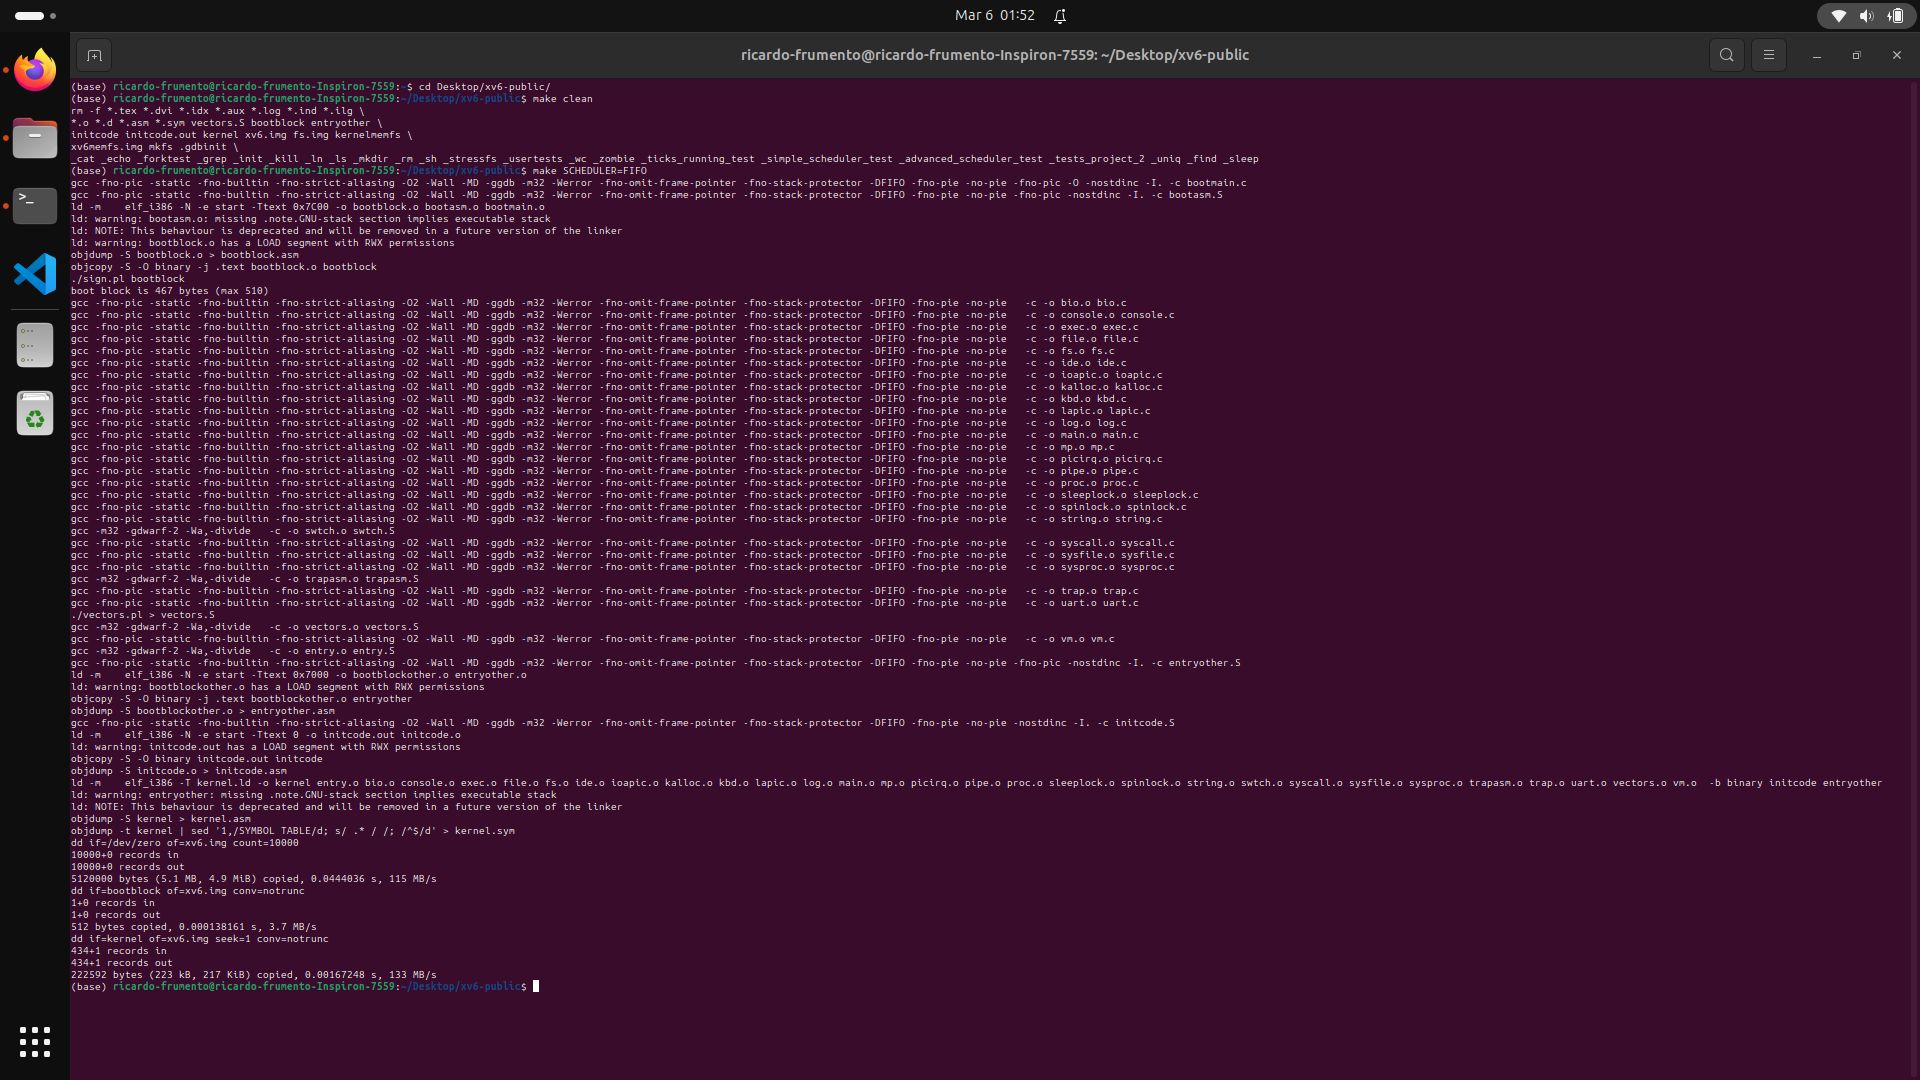 Mar 6 01:52
ricardo-frumento@ricardo-frumento-Inspiron-7559: ~/Desktop/xv6-public
(base) ricardo-frumento@ricardo-frumento-Inspiron-7559:~$ cd Desktop/xv6-public/
(base) ricardo-frumento@ricardo-frumento-Inspiron-7559:~/Desktop/xv6-public$ make clean
rm -f *.tex *.dvi *.idx *.aux *.log *.ind *.ilg \
*.o *.d *.asm *.sym vectors.S bootblock entryother \
initcode initcode.out kernel xv6.img fs.img kernelmemfs \
xv6memfs.img mkfs .gdbinit \
_cat _echo _forktest _grep _init _kill _ln _ls _mkdir _rm _sh _stressfs _usertests _wc _zombie _ticks_running_test _simple_scheduler_test _advanced_scheduler_test _tests_project_2 _uniq _find _sleep
(base) ricardo-frumento@ricardo-frumento-Inspiron-7559:~/Desktop/xv6-public$ make SCHEDULER=FIFO
gcc -fno-pic -static -fno-builtin -fno-strict-aliasing -O2 -Wall -MD -ggdb -m32 -Werror -fno-omit-frame-pointer -fno-stack-protector -DFIFO -fno-pie -no-pie -fno-pic -O -nostdinc -I. -c bootmain.c
gcc -fno-pic -static -fno-builtin -fno-strict-aliasing -O2 -Wall -MD -ggdb -m32 -Werror -fno-omit-frame-pointer -fno-stack-protector -DFIFO -fno-pie -no-pie -fno-pic -nostdinc -I. -c bootasm.S
ld -m    elf_i386 -N -e start -Ttext 0x7C00 -o bootblock.o bootasm.o bootmain.o
ld: warning: bootasm.o: missing .note.GNU-stack section implies executable stack
ld: NOTE: This behaviour is deprecated and will be removed in a future version of the linker
ld: warning: bootblock.o has a LOAD segment with RWX permissions
objdump -S bootblock.o > bootblock.asm
objcopy -S -O binary -j .text bootblock.o bootblock
./sign.pl bootblock
boot block is 467 bytes (max 510)
gcc -fno-pic -static -fno-builtin -fno-strict-aliasing -O2 -Wall -MD -ggdb -m32 -Werror -fno-omit-frame-pointer -fno-stack-protector -DFIFO -fno-pie -no-pie   -c -o bio.o bio.c
gcc -fno-pic -static -fno-builtin -fno-strict-aliasing -O2 -Wall -MD -ggdb -m32 -Werror -fno-omit-frame-pointer -fno-stack-protector -DFIFO -fno-pie -no-pie   -c -o console.o console.c
gcc -fno-pic -static -fno-builtin -fno-strict-aliasing -O2 -Wall -MD -ggdb -m32 -Werror -fno-omit-frame-pointer -fno-stack-protector -DFIFO -fno-pie -no-pie   -c -o exec.o exec.c
gcc -fno-pic -static -fno-builtin -fno-strict-aliasing -O2 -Wall -MD -ggdb -m32 -Werror -fno-omit-frame-pointer -fno-stack-protector -DFIFO -fno-pie -no-pie   -c -o file.o file.c
gcc -fno-pic -static -fno-builtin -fno-strict-aliasing -O2 -Wall -MD -ggdb -m32 -Werror -fno-omit-frame-pointer -fno-stack-protector -DFIFO -fno-pie -no-pie   -c -o fs.o fs.c
gcc -fno-pic -static -fno-builtin -fno-strict-aliasing -O2 -Wall -MD -ggdb -m32 -Werror -fno-omit-frame-pointer -fno-stack-protector -DFIFO -fno-pie -no-pie   -c -o ide.o ide.c
gcc -fno-pic -static -fno-builtin -fno-strict-aliasing -O2 -Wall -MD -ggdb -m32 -Werror -fno-omit-frame-pointer -fno-stack-protector -DFIFO -fno-pie -no-pie   -c -o ioapic.o ioapic.c
gcc -fno-pic -static -fno-builtin -fno-strict-aliasing -O2 -Wall -MD -ggdb -m32 -Werror -fno-omit-frame-pointer -fno-stack-protector -DFIFO -fno-pie -no-pie   -c -o kalloc.o kalloc.c
gcc -fno-pic -static -fno-builtin -fno-strict-aliasing -O2 -Wall -MD -ggdb -m32 -Werror -fno-omit-frame-pointer -fno-stack-protector -DFIFO -fno-pie -no-pie   -c -o kbd.o kbd.c
gcc -fno-pic -static -fno-builtin -fno-strict-aliasing -O2 -Wall -MD -ggdb -m32 -Werror -fno-omit-frame-pointer -fno-stack-protector -DFIFO -fno-pie -no-pie   -c -o lapic.o lapic.c
gcc -fno-pic -static -fno-builtin -fno-strict-aliasing -O2 -Wall -MD -ggdb -m32 -Werror -fno-omit-frame-pointer -fno-stack-protector -DFIFO -fno-pie -no-pie   -c -o log.o log.c
gcc -fno-pic -static -fno-builtin -fno-strict-aliasing -O2 -Wall -MD -ggdb -m32 -Werror -fno-omit-frame-pointer -fno-stack-protector -DFIFO -fno-pie -no-pie   -c -o main.o main.c
gcc -fno-pic -static -fno-builtin -fno-strict-aliasing -O2 -Wall -MD -ggdb -m32 -Werror -fno-omit-frame-pointer -fno-stack-protector -DFIFO -fno-pie -no-pie   -c -o mp.o mp.c
gcc -fno-pic -static -fno-builtin -fno-strict-aliasing -O2 -Wall -MD -ggdb -m32 -Werror -fno-omit-frame-pointer -fno-stack-protector -DFIFO -fno-pie -no-pie   -c -o picirq.o picirq.c
gcc -fno-pic -static -fno-builtin -fno-strict-aliasing -O2 -Wall -MD -ggdb -m32 -Werror -fno-omit-frame-pointer -fno-stack-protector -DFIFO -fno-pie -no-pie   -c -o pipe.o pipe.c
gcc -fno-pic -static -fno-builtin -fno-strict-aliasing -O2 -Wall -MD -ggdb -m32 -Werror -fno-omit-frame-pointer -fno-stack-protector -DFIFO -fno-pie -no-pie   -c -o proc.o proc.c
gcc -fno-pic -static -fno-builtin -fno-strict-aliasing -O2 -Wall -MD -ggdb -m32 -Werror -fno-omit-frame-pointer -fno-stack-protector -DFIFO -fno-pie -no-pie   -c -o sleeplock.o sleeplock.c
gcc -fno-pic -static -fno-builtin -fno-strict-aliasing -O2 -Wall -MD -ggdb -m32 -Werror -fno-omit-frame-pointer -fno-stack-protector -DFIFO -fno-pie -no-pie   -c -o spinlock.o spinlock.c
gcc -fno-pic -static -fno-builtin -fno-strict-aliasing -O2 -Wall -MD -ggdb -m32 -Werror -fno-omit-frame-pointer -fno-stack-protector -DFIFO -fno-pie -no-pie   -c -o string.o string.c
gcc -m32 -gdwarf-2 -Wa,-divide   -c -o swtch.o swtch.S
gcc -fno-pic -static -fno-builtin -fno-strict-aliasing -O2 -Wall -MD -ggdb -m32 -Werror -fno-omit-frame-pointer -fno-stack-protector -DFIFO -fno-pie -no-pie   -c -o syscall.o syscall.c
gcc -fno-pic -static -fno-builtin -fno-strict-aliasing -O2 -Wall -MD -ggdb -m32 -Werror -fno-omit-frame-pointer -fno-stack-protector -DFIFO -fno-pie -no-pie   -c -o sysfile.o sysfile.c
gcc -fno-pic -static -fno-builtin -fno-strict-aliasing -O2 -Wall -MD -ggdb -m32 -Werror -fno-omit-frame-pointer -fno-stack-protector -DFIFO -fno-pie -no-pie   -c -o sysproc.o sysproc.c
gcc -m32 -gdwarf-2 -Wa,-divide   -c -o trapasm.o trapasm.S
gcc -fno-pic -static -fno-builtin -fno-strict-aliasing -O2 -Wall -MD -ggdb -m32 -Werror -fno-omit-frame-pointer -fno-stack-protector -DFIFO -fno-pie -no-pie   -c -o trap.o trap.c
gcc -fno-pic -static -fno-builtin -fno-strict-aliasing -O2 -Wall -MD -ggdb -m32 -Werror -fno-omit-frame-pointer -fno-stack-protector -DFIFO -fno-pie -no-pie   -c -o uart.o uart.c
./vectors.pl > vectors.S
gcc -m32 -gdwarf-2 -Wa,-divide   -c -o vectors.o vectors.S
gcc -fno-pic -static -fno-builtin -fno-strict-aliasing -O2 -Wall -MD -ggdb -m32 -Werror -fno-omit-frame-pointer -fno-stack-protector -DFIFO -fno-pie -no-pie   -c -o vm.o vm.c
gcc -m32 -gdwarf-2 -Wa,-divide   -c -o entry.o entry.S
gcc -fno-pic -static -fno-builtin -fno-strict-aliasing -O2 -Wall -MD -ggdb -m32 -Werror -fno-omit-frame-pointer -fno-stack-protector -DFIFO -fno-pie -no-pie -fno-pic -nostdinc -I. -c entryother.S
ld -m    elf_i386 -N -e start -Ttext 0x7000 -o bootblockother.o entryother.o
ld: warning: bootblockother.o has a LOAD segment with RWX permissions
objcopy -S -O binary -j .text bootblockother.o entryother
objdump -S bootblockother.o > entryother.asm
gcc -fno-pic -static -fno-builtin -fno-strict-aliasing -O2 -Wall -MD -ggdb -m32 -Werror -fno-omit-frame-pointer -fno-stack-protector -DFIFO -fno-pie -no-pie -nostdinc -I. -c initcode.S
ld -m    elf_i386 -N -e start -Ttext 0 -o initcode.out initcode.o
ld: warning: initcode.out has a LOAD segment with RWX permissions
objcopy -S -O binary initcode.out initcode
objdump -S initcode.o > initcode.asm
ld -m    elf_i386 -T kernel.ld -o kernel entry.o bio.o console.o exec.o file.o fs.o ide.o ioapic.o kalloc.o kbd.o lapic.o log.o main.o mp.o picirq.o pipe.o proc.o sleeplock.o spinlock.o string.o swtch.o syscall.o sysfile.o sysproc.o trapasm.o trap.o uart.o vectors.o vm.o  -b binary initcode entryother
ld: warning: entryother: missing .note.GNU-stack section implies executable stack
ld: NOTE: This behaviour is deprecated and will be removed in a future version of the linker
objdump -S kernel > kernel.asm
objdump -t kernel | sed '1,/SYMBOL TABLE/d; s/ .* / /; /^$/d' > kernel.sym
dd if=/dev/zero of=xv6.img count=10000
10000+0 records in
10000+0 records out
5120000 bytes (5.1 MB, 4.9 MiB) copied, 0.0444036 s, 115 MB/s
dd if=bootblock of=xv6.img conv=notrunc
1+0 records in
1+0 records out
512 bytes copied, 0.000138161 s, 3.7 MB/s
dd if=kernel of=xv6.img seek=1 conv=notrunc
434+1 records in
434+1 records out
222592 bytes (223 kB, 217 KiB) copied, 0.00167248 s, 133 MB/s
(base) ricardo-frumento@ricardo-frumento-Inspiron-7559:~/Desktop/xv6-public$